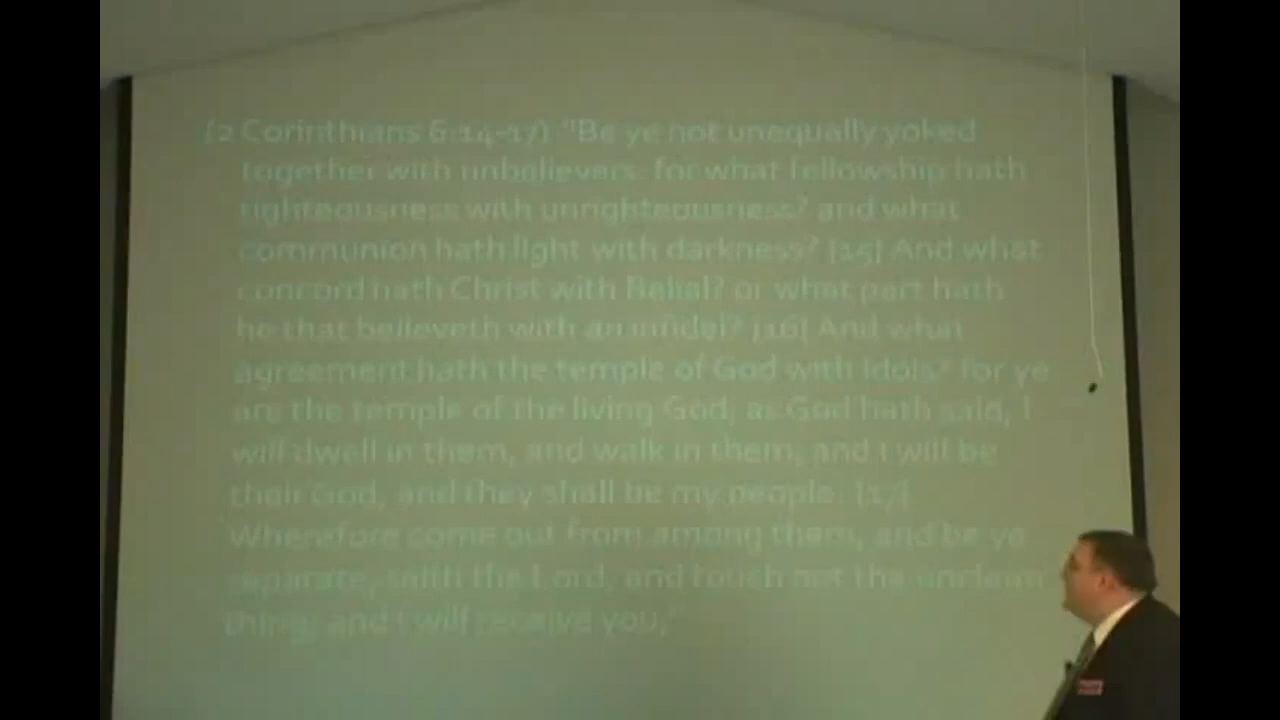 (2 Corinthians 6:14-17) "Be ye not unequally yoked
together with unbelievers: for what fellowship hath
righteousness with unrighteousness? and what
communion hath light with darkness? [15] And what
concord hath Christ with Belial? or what part hath
he that believeth with an infidel? [16] And what
agreement hath the temple of God with idols? for ye
are the temple of the living God; as God hath said, I
will dwell in them, and walk in them; and I will be
their God, and they shall be my people. [17]
Wherefore come out from among them, and be ye
separate, saith the Lord, and touch not the unclean
thing; and I will receive you,"